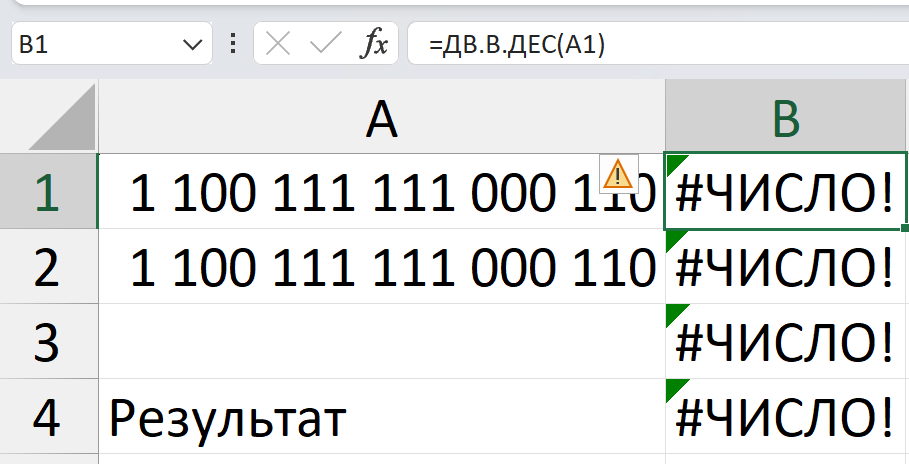 B1 fx =ДВ.В.ДЕС(A1)
A B
1 1 100 111 111 000 110 #ЧИСЛО!
2 1 100 111 111 000 110 #ЧИСЛО!
3 #ЧИСЛО!
4 Результат #ЧИСЛО!